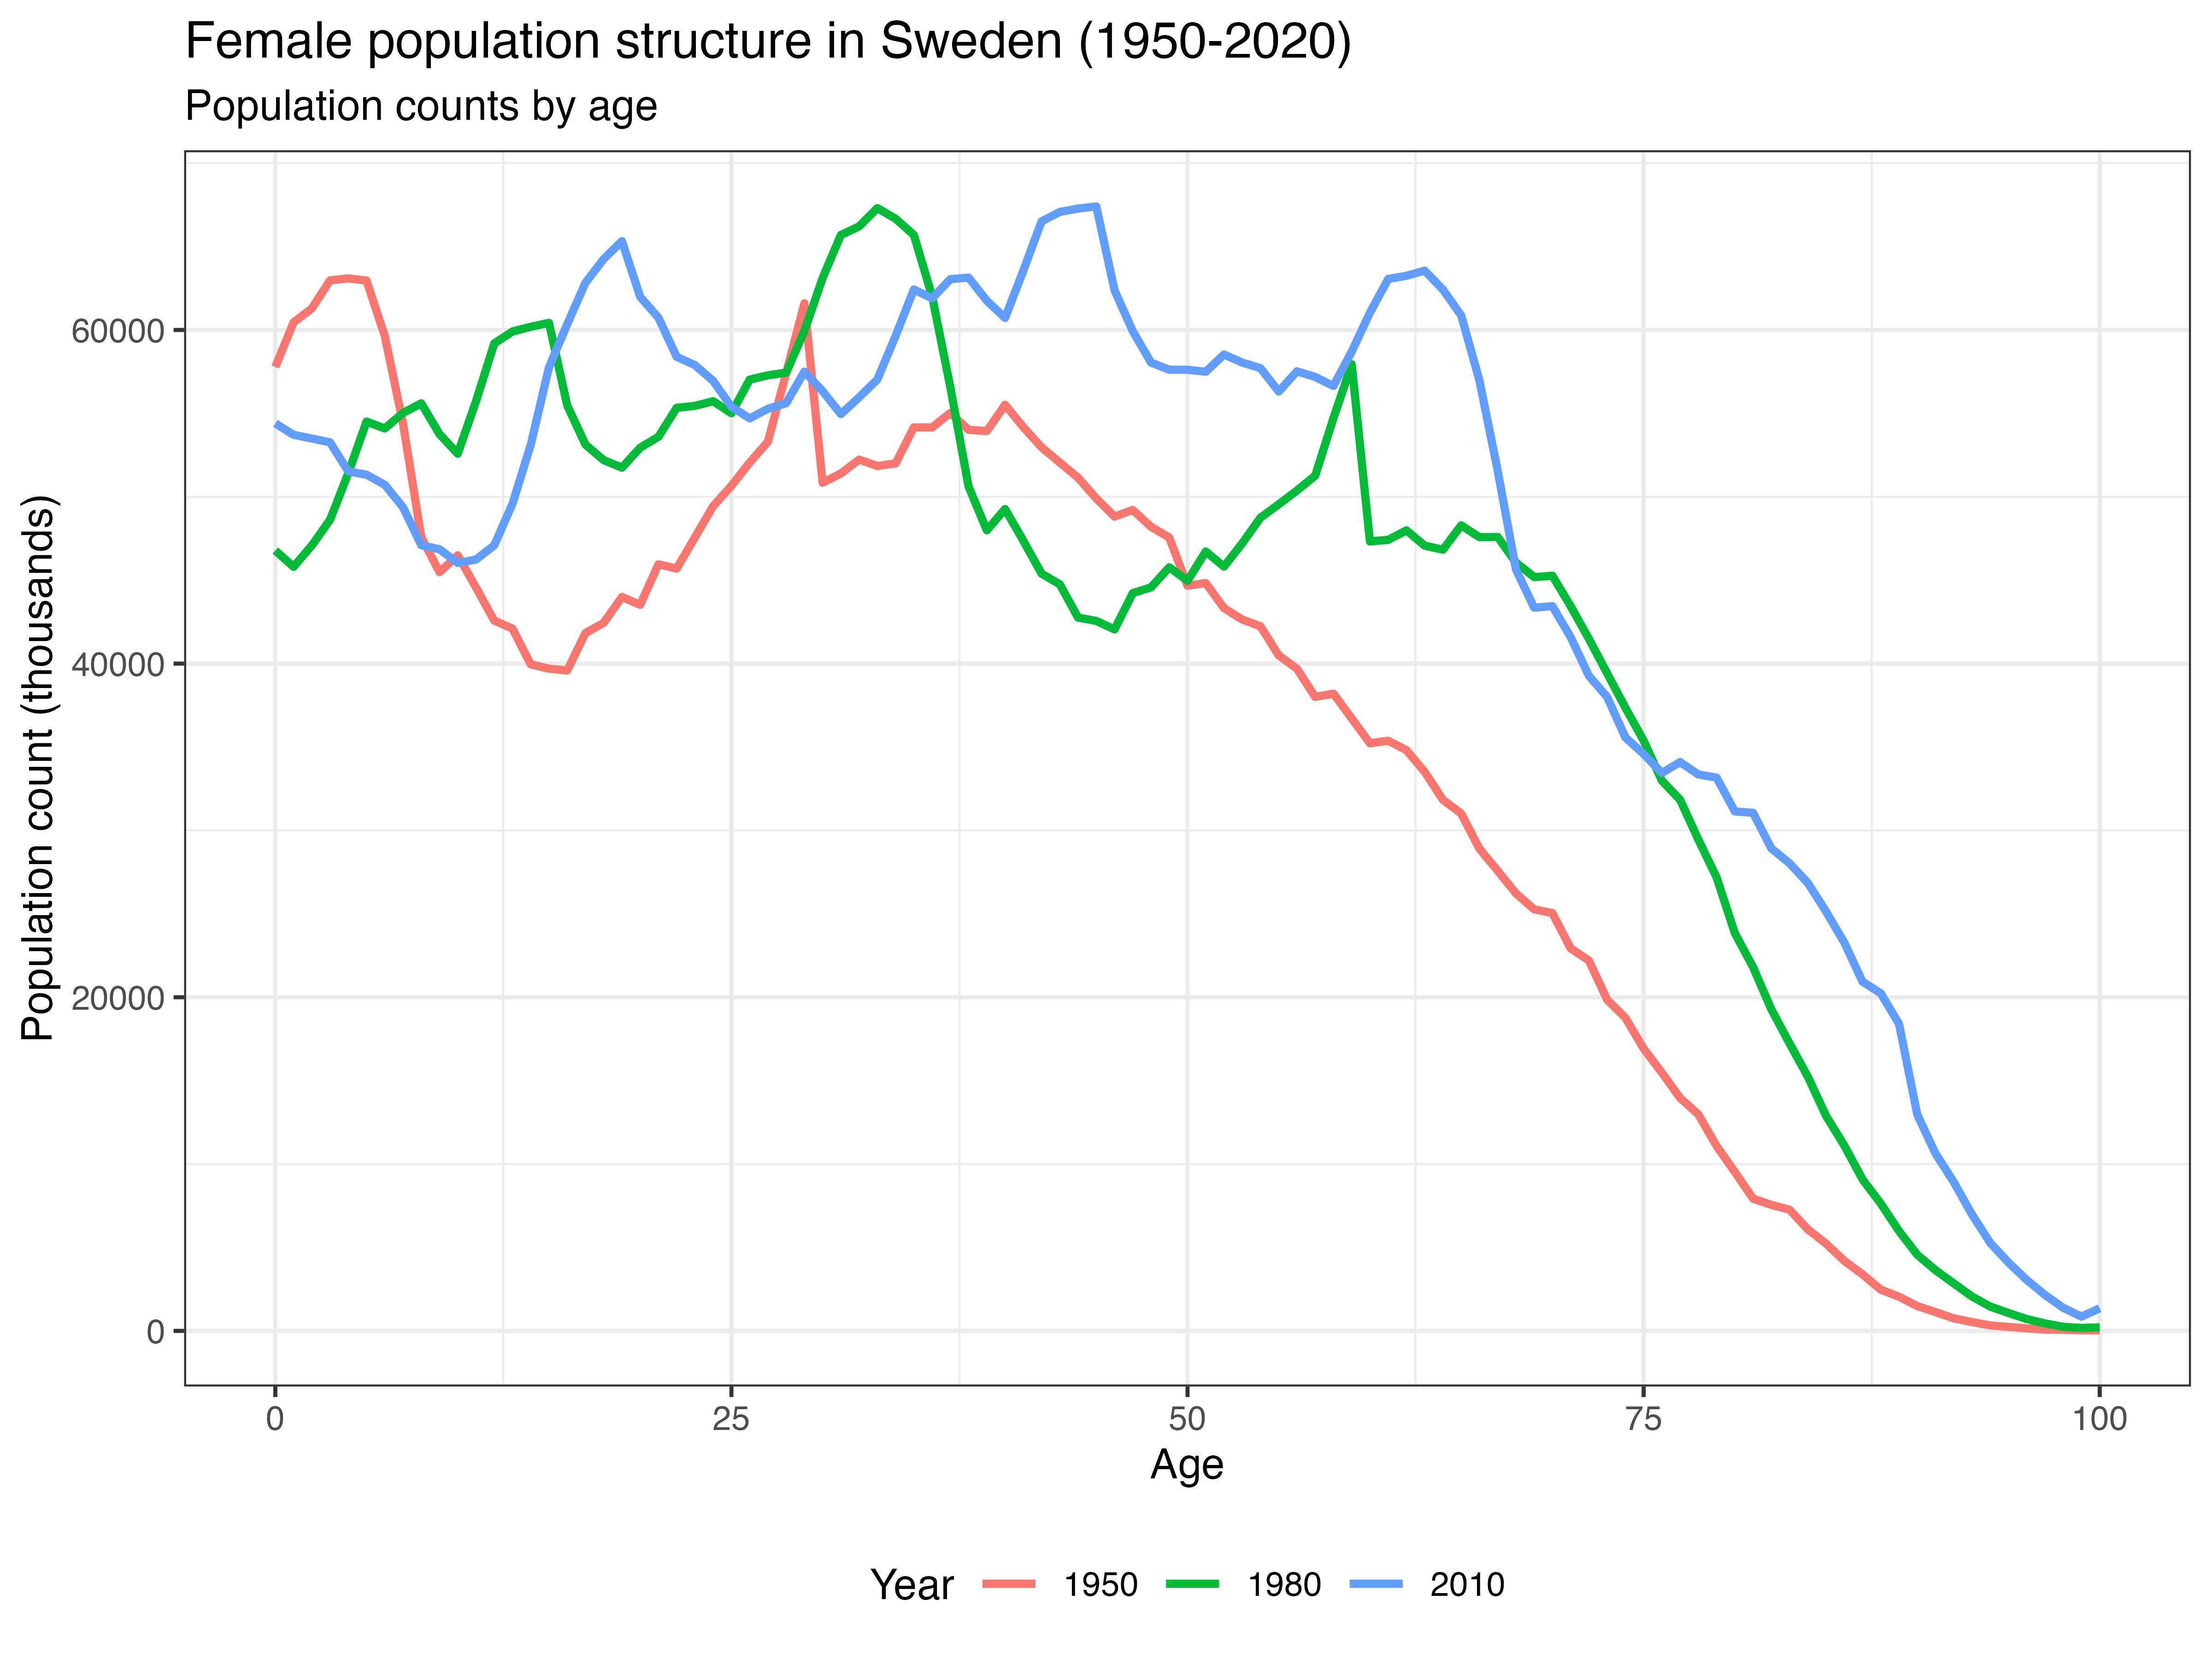 Female population structure in Sweden (1950-2020)
Population counts by age
Population count (thousands)
60000
40000
20000
0
0 25 50 75 100
Age
Year 1950 1980 2010